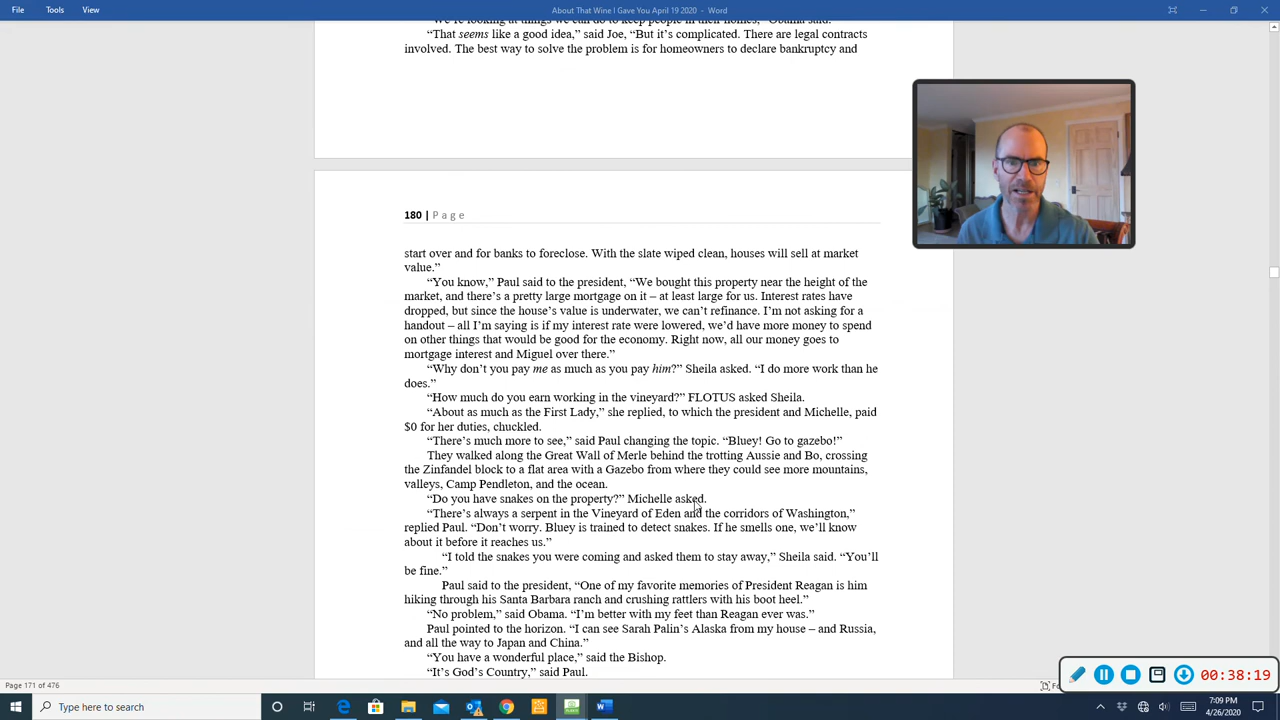 File Tools View
About That Wine I Gave You April 19 2020 - Word
“We’re looking at things we can do to keep people in their homes,” Obama said.
“That seems like a good idea,” said Joe, “But it’s complicated. There are legal contracts
involved. The best way to solve the problem is for homeowners to declare bankruptcy and
180 | Page
start over and for banks to foreclose. With the slate wiped clean, houses will sell at market
value.”
“You know,” Paul said to the president, “We bought this property near the height of the
market, and there’s a pretty large mortgage on it – at least large for us. Interest rates have
dropped, but since the house’s value is underwater, we can’t refinance. I’m not asking for a
handout – all I’m saying is if my interest rate were lowered, we’d have more money to spend
on other things that would be good for the economy. Right now, all our money goes to
mortgage interest and Miguel over there.”
“Why don’t you pay me as much as you pay him?” Sheila asked. “I do more work than he
does.”
“How much do you earn working in the vineyard?” FLOTUS asked Sheila.
“About as much as the First Lady,” she replied, to which the president and Michelle, paid
$0 for her duties, chuckled.
“There’s much more to see,” said Paul changing the topic. “Bluey! Go to gazebo!”
They walked along the Great Wall of Merle behind the trotting Aussie and Bo, crossing
the Zinfandel block to a flat area with a Gazebo from where they could see more mountains,
valleys, Camp Pendleton, and the ocean.
“Do you have snakes on the property?” Michelle asked.
“There’s always a serpent in the Vineyard of Eden and the corridors of Washington,”
replied Paul. “Don’t worry. Bluey is trained to detect snakes. If he smells one, we’ll know
about it before it reaches us.”
“I told the snakes you were coming and asked them to stay away,” Sheila said. “You’ll
be fine.”
Paul said to the president, “One of my favorite memories of President Reagan is him
hiking through his Santa Barbara ranch and crushing rattlers with his boot heel.”
“No problem,” said Obama. “I’m better with my feet than Reagan ever was.”
Paul pointed to the horizon. “I can see Sarah Palin’s Alaska from my house – and Russia,
and all the way to Japan and China.”
“You have a wonderful place,” said the Bishop.
“It’s God’s Country,” said Paul.
Page 171 of 476
00:38:19
Type here to search
7:09 PM
4/26/2020